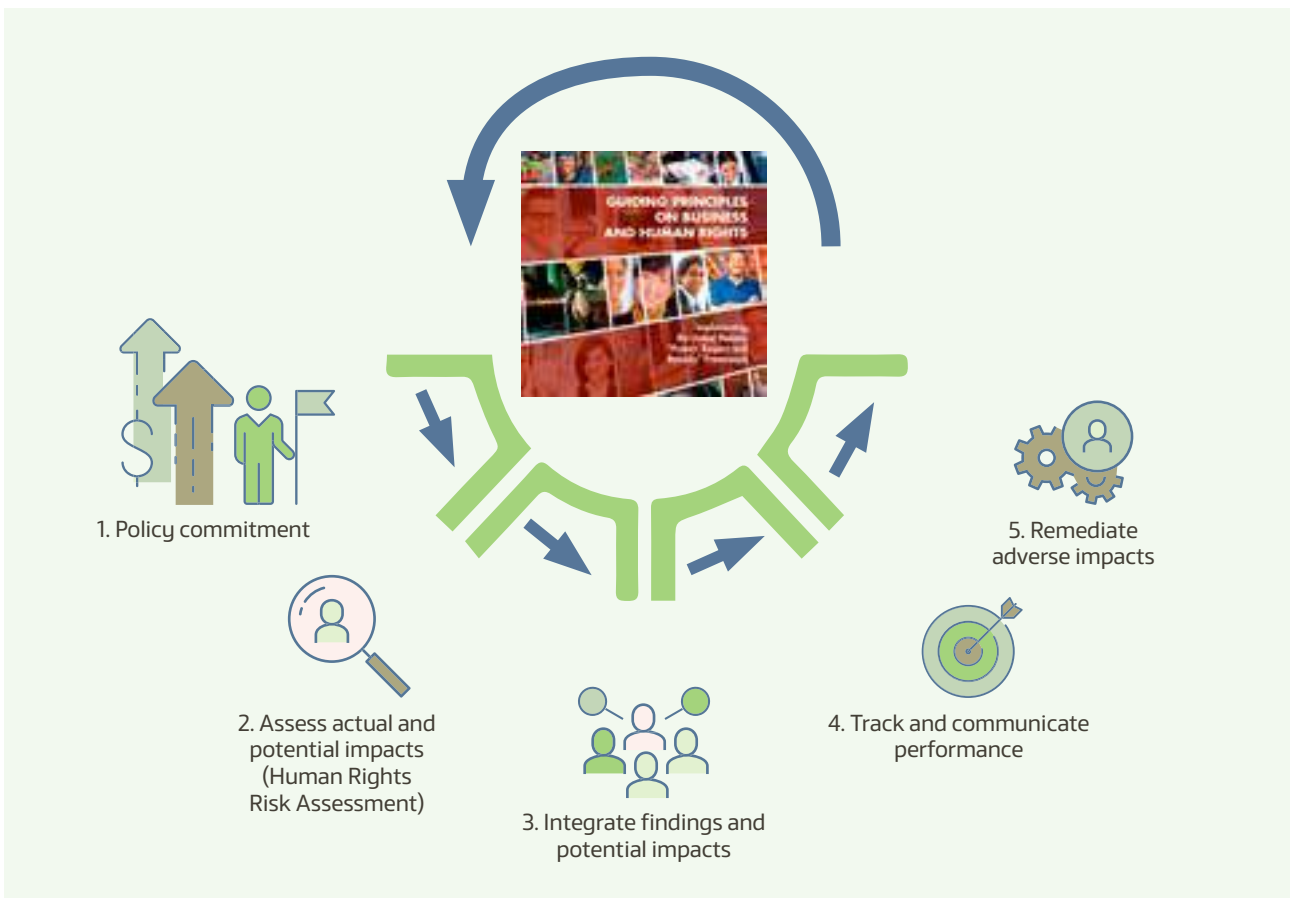 GUIDING PRINCIPLES
ON BUSINESS
AND HUMAN RIGHTS
1. Policy commitment
2. Assess actual and
potential impacts
(Human Rights
Risk Assessment)
3. Integrate findings and
potential impacts
4. Track and communicate
performance
5. Remediate
adverse impacts